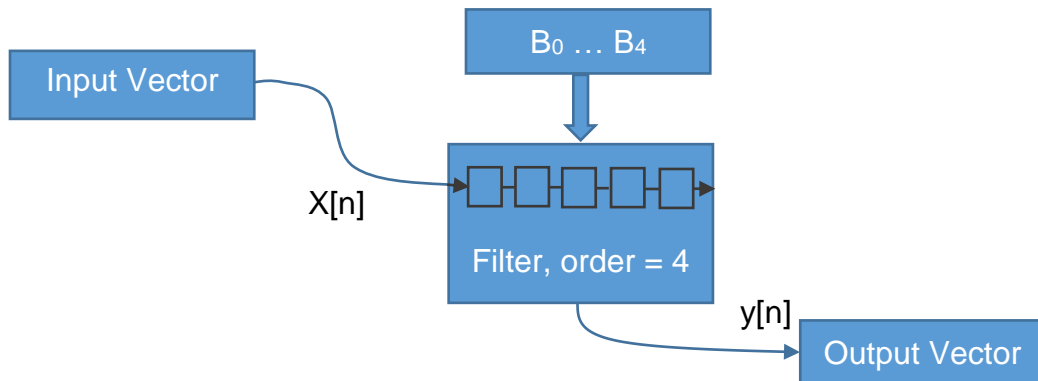 B₀ … B₄
Input Vector
X[n]
Filter, order = 4
y[n]
Output Vector